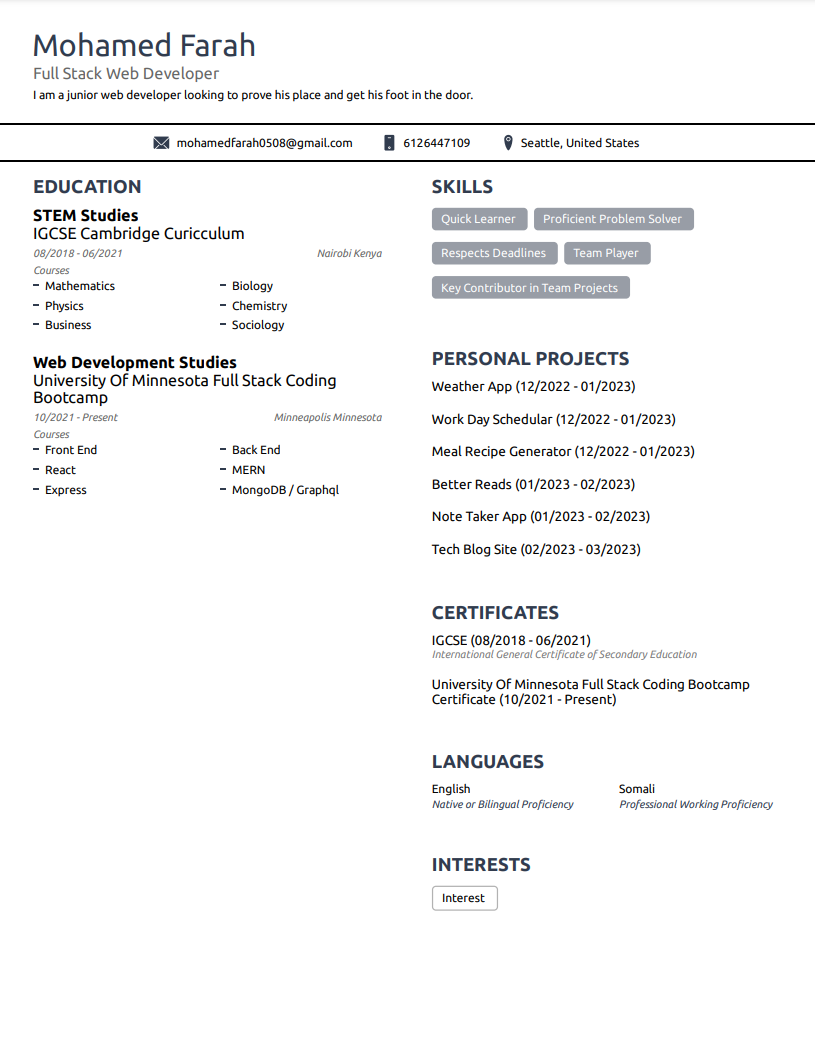 Mohamed Farah
Full Stack Web Developer
I am a junior web developer looking to prove his place and get his foot in the door.
mohamedfarah0508@gmail.com 6126447109 Seattle, United States
EDUCATION
STEM Studies
IGCSE Cambridge Curicculum
08/2018 - 06/2021 Nairobi Kenya
Courses
– Mathematics – Biology
– Physics – Chemistry
– Business – Sociology
Web Development Studies
University Of Minnesota Full Stack Coding
Bootcamp
10/2021 - Present Minneapolis Minnesota
Courses
– Front End – Back End
– React – MERN
– Express – MongoDB / Graphql
SKILLS
Quick Learner Proficient Problem Solver
Respects Deadlines Team Player
Key Contributor in Team Projects
PERSONAL PROJECTS
Weather App (12/2022 - 01/2023)
Work Day Schedular (12/2022 - 01/2023)
Meal Recipe Generator (12/2022 - 01/2023)
Better Reads (01/2023 - 02/2023)
Note Taker App (01/2023 - 02/2023)
Tech Blog Site (02/2023 - 03/2023)
CERTIFICATES
IGCSE (08/2018 - 06/2021)
International General Certificate of Secondary Education
University Of Minnesota Full Stack Coding Bootcamp
Certificate (10/2021 - Present)
LANGUAGES
English Somali
Native or Bilingual Proficiency Professional Working Proficiency
INTERESTS
Interest